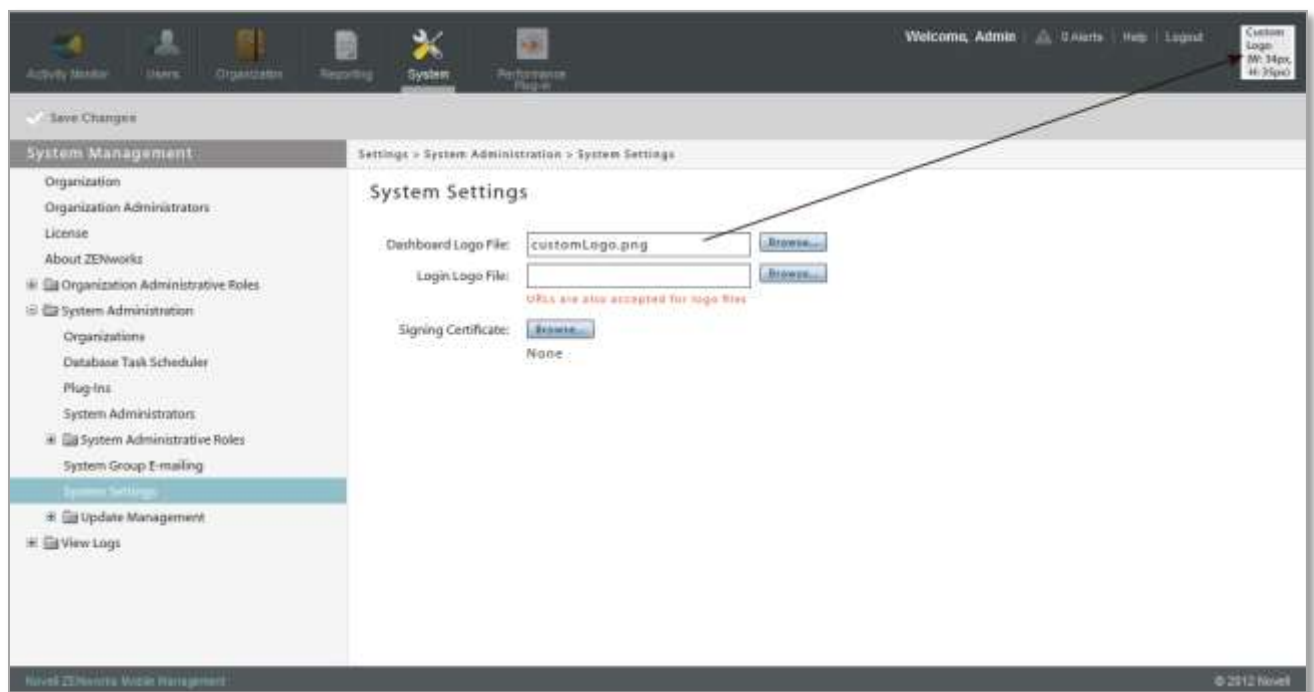 Welcome, Admin | 0 Alerts | Help | Logout
Custom
Logo
(W: 34px,
H: 35px)
Activity Monitor Users Organization Reporting System Performance
Plug-in
Save Changes
System Management
Settings > System Administration > System Settings
Organization
Organization Administrators
License
About ZENworks
Organization Administrative Roles
System Administration
Organizations
Database Task Scheduler
Plug-Ins
System Administrators
System Administrative Roles
System Group E-mailing
System Settings
Update Management
View Logs
System Settings
Dashboard Logo File: customLogo.png Browse...
Login Logo File: Browse...
URLs are also accepted for logo files
Signing Certificate: Browse...
None
Novell ZENworks Mobile Management
© 2012 Novell